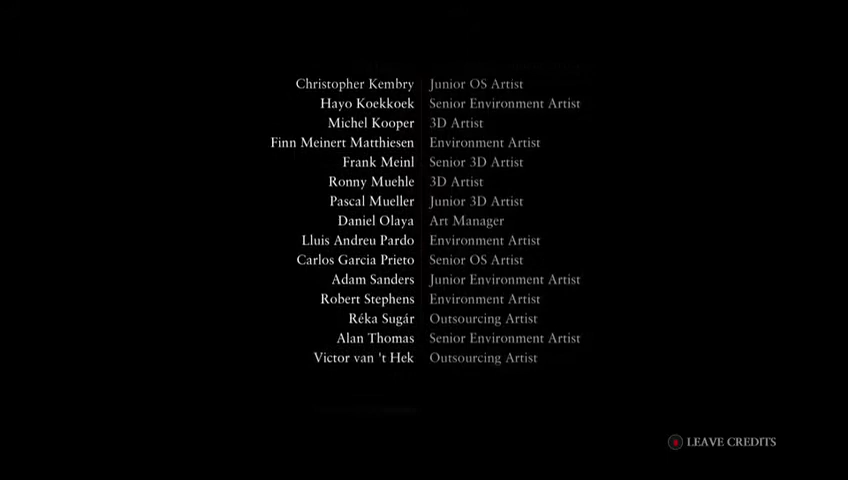 Christopher Kembry Junior OS Artist
Hayo Koekkoek Senior Environment Artist
Michel Kooper 3D Artist
Finn Meinert Matthiesen Environment Artist
Frank Meinl Senior 3D Artist
Ronny Muehle 3D Artist
Pascal Mueller Junior 3D Artist
Daniel Olaya Art Manager
Lluis Andreu Pardo Environment Artist
Carlos Garcia Prieto Senior OS Artist
Adam Sanders Junior Environment Artist
Robert Stephens Environment Artist
Réka Sugár Outsourcing Artist
Alan Thomas Senior Environment Artist
Victor van 't Hek Outsourcing Artist
LEAVE CREDITS